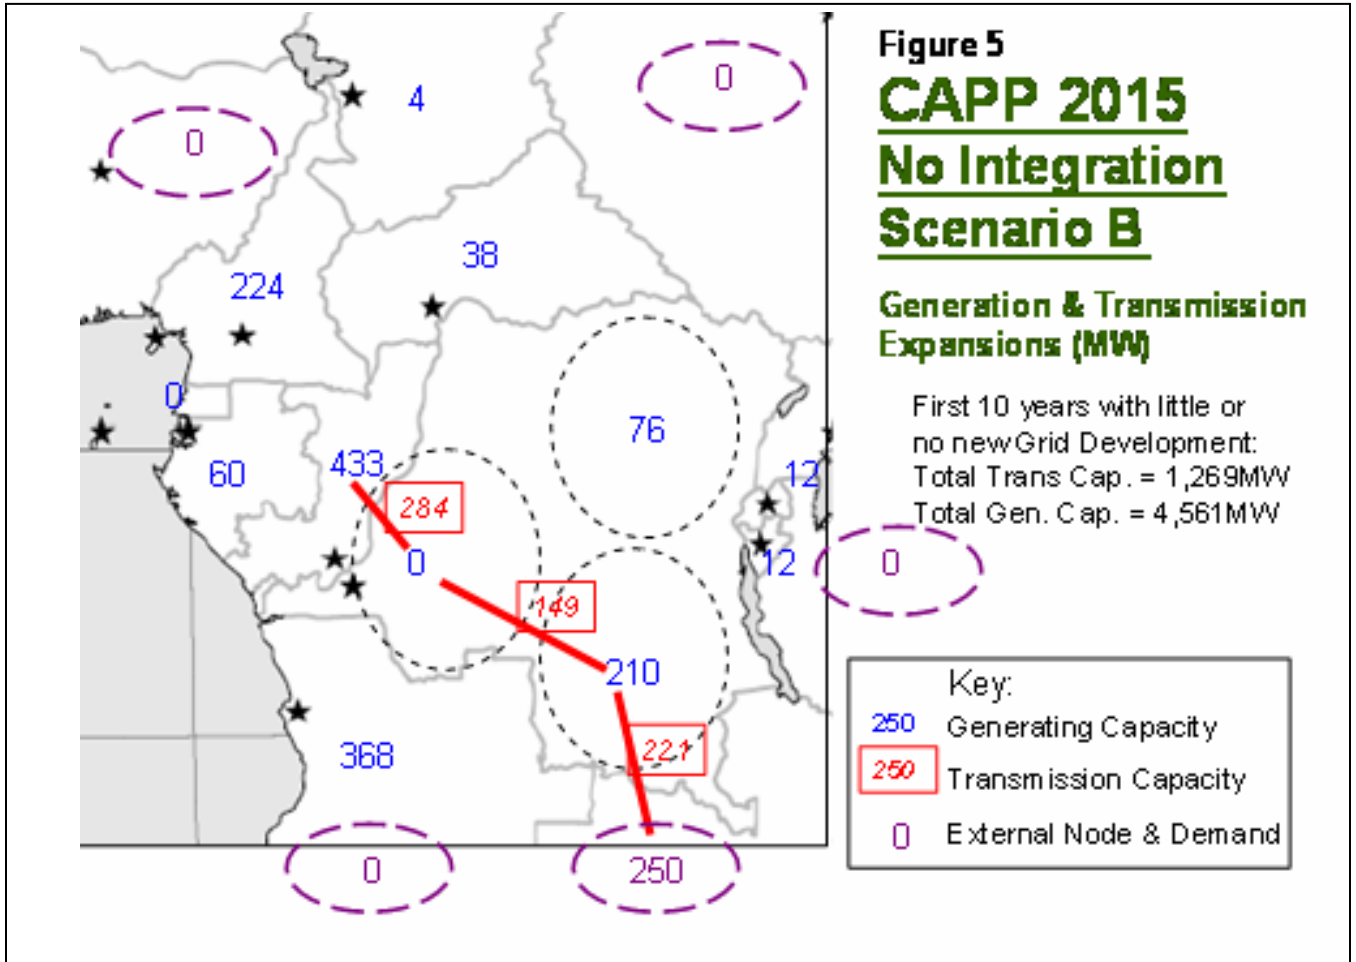 Figure 5
CAPP 2015
No Integration
Scenario B
Generation & Transmission
Expansions (MW)
First 10 years with little or
no new Grid Development:
Total Trans Cap. = 1,269MW
Total Gen. Cap. = 4,561MW
0
4
0
38
224
0
76
60
433
12
284
0
12
0
149
210
221
368
0
250
Key:
250 Generating Capacity
250 Transmission Capacity
0 External Node & Demand